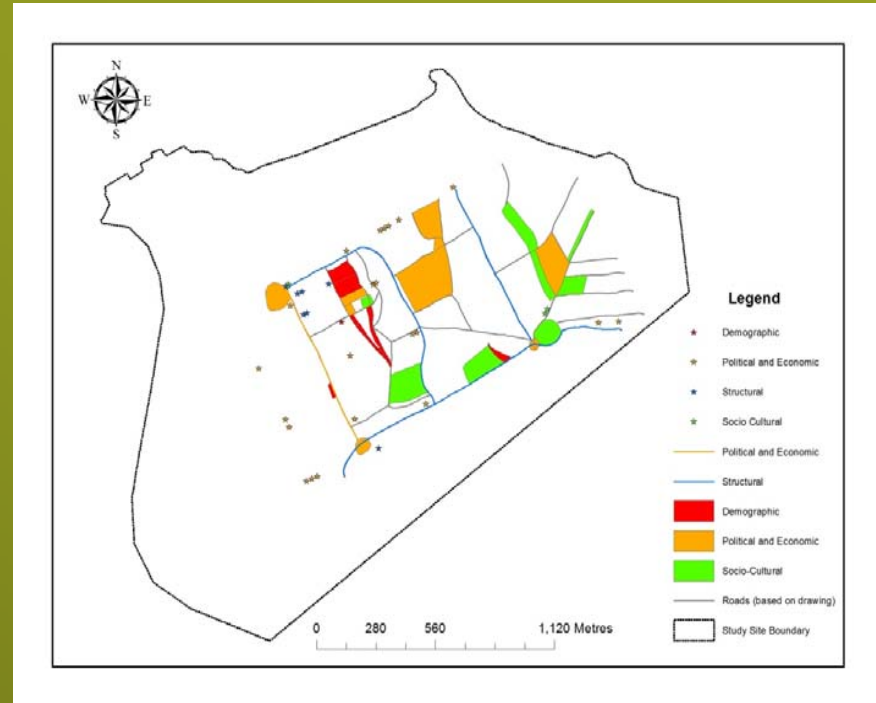 N
W E
S
Legend
Demographic
Political and Economic
Structural
Socio Cultural
Political and Economic
Structural
Demographic
Political and Economic
Socio-Cultural
Roads (based on drawing)
Study Site Boundary
0 280 560 1,120 Metres